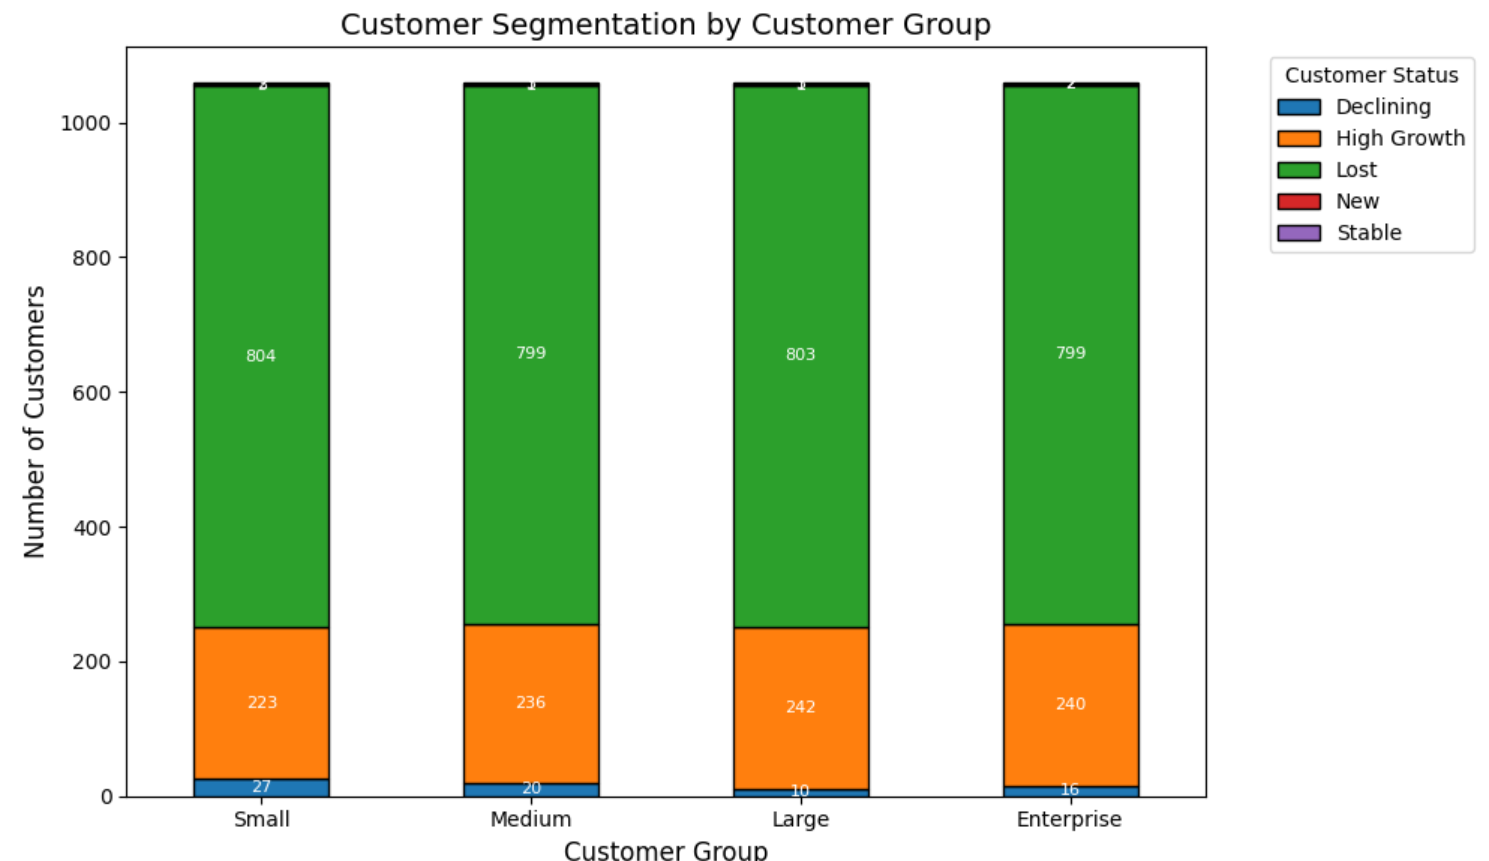 Customer Segmentation by Customer Group
Number of Customers
1000
800
600
400
200
0
804
799
803
799
2
223
236
242
240
27
20
10
16
Small
Medium
Large
Enterprise
Customer Group
Customer Status
Declining
High Growth
Lost
New
Stable